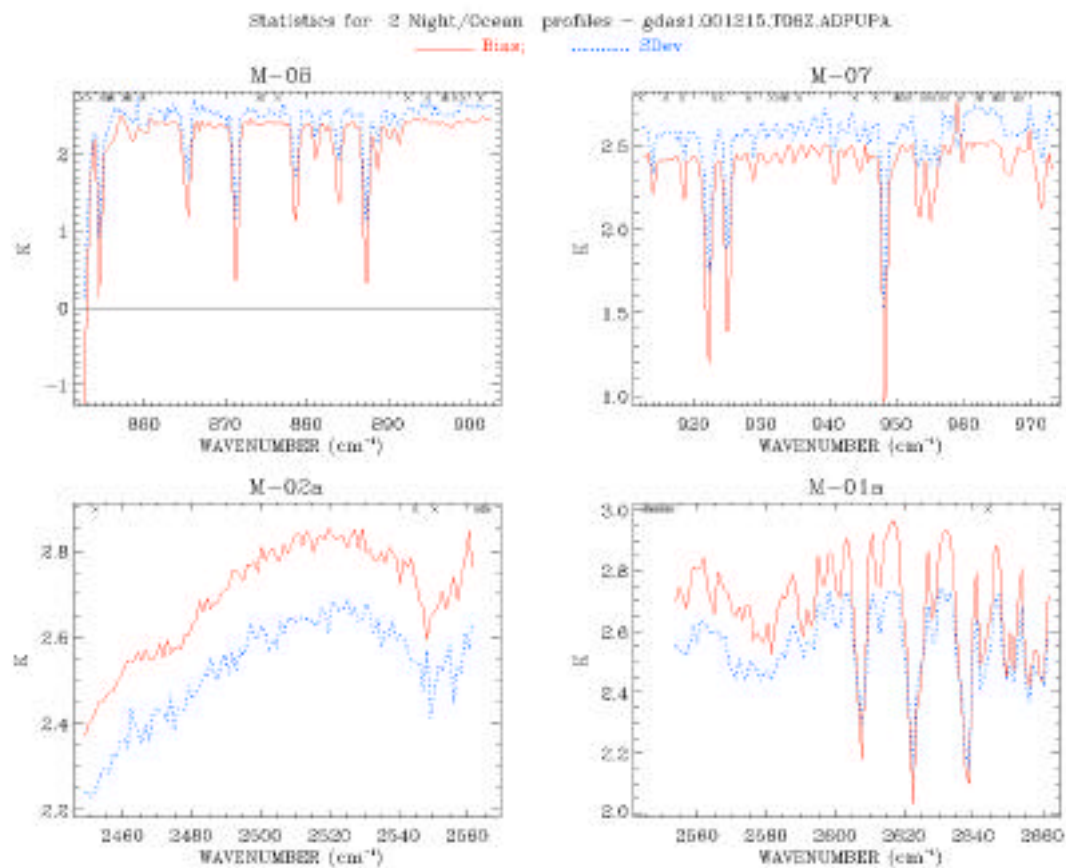 Statistics for 2 Night/Ocean profiles - gdas1.001215.T06Z.ADPUPA
Bias; SDev
M-08
K
2
1
0
-1
860 870 880 890 900
WAVENUMBER (cm⁻¹)
M-07
K
2.5
2.0
1.5
1.0
920 930 940 950 960 970
WAVENUMBER (cm⁻¹)
M-02a
K
2.8
2.6
2.4
2.2
2460 2480 2500 2520 2540 2560
WAVENUMBER (cm⁻¹)
M-01a
K
3.0
2.8
2.6
2.4
2.2
2.0
2560 2580 2600 2620 2640 2660
WAVENUMBER (cm⁻¹)